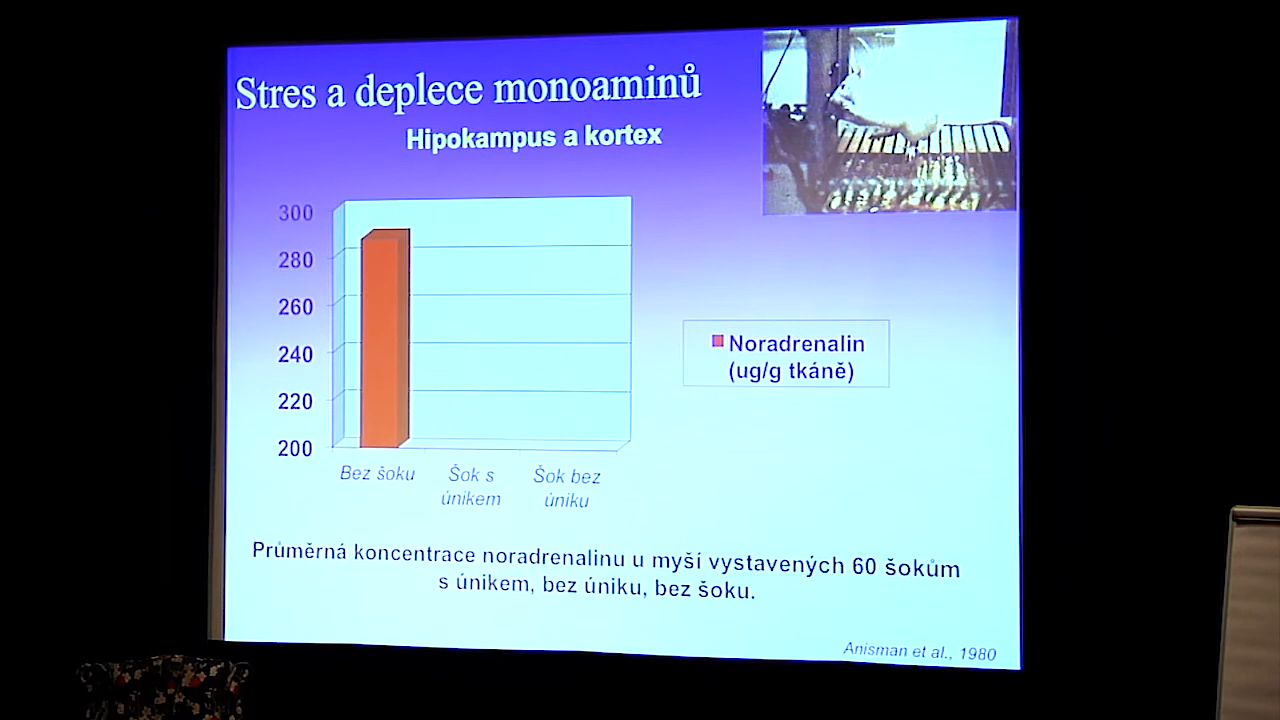 Stres a deplece monoaminů
Hipokampus a kortex
300
280
260
240
220
200
Bez šoku
Šok s
únikem
Šok bez
úniku
Noradrenalin
(ug/g tkáně)
Průměrná koncentrace noradrenalinu u myší vystavených 60 šokům
s únikem, bez úniku, bez šoku.
Anisman et al., 1980